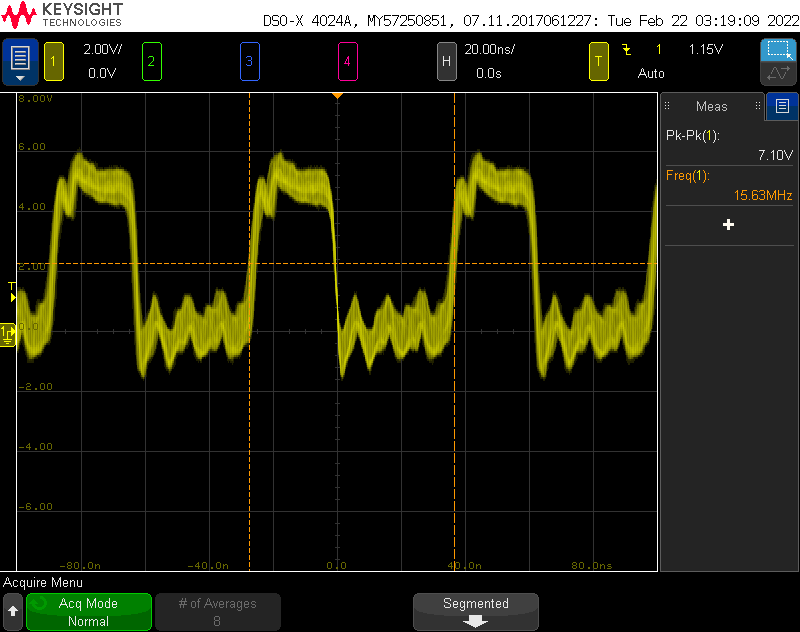 KEYSIGHT
TECHNOLOGIES
DSO-X 4024A, MY57250851, 07.11.2017061227: Tue Feb 22 03:19:09 2022
1 2.00V/ 2 3 4 H 20.00ns/ T 1 1.15V
0.0V 0.0s Auto
8.00V
6.00
4.00
2.00
0.0
-2.00
-4.00
-6.00
-80.0n -40.0n 0.0 40.0n 80.0ns
T
1
Meas
Pk-Pk(1):
7.10V
Freq(1):
15.63MHz
+
Acquire Menu
Acq Mode
Normal
# of Averages
8
Segmented